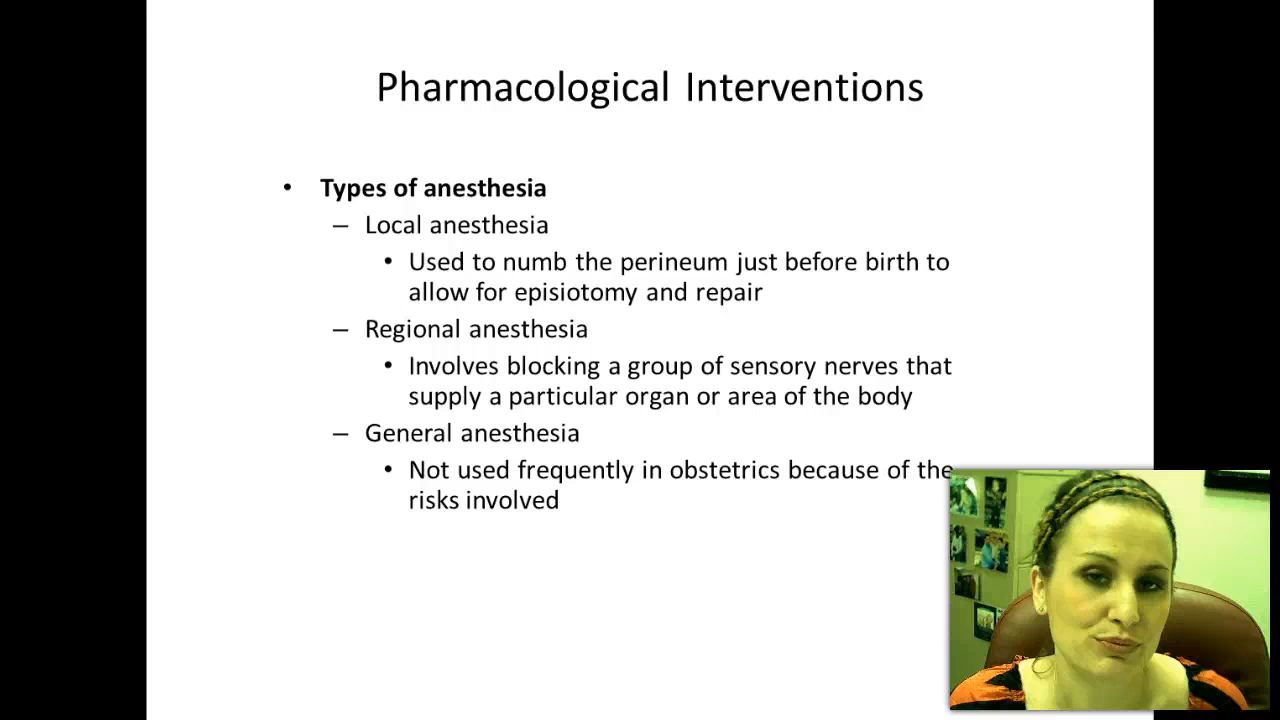 Pharmacological Interventions
• Types of anesthesia
– Local anesthesia
• Used to numb the perineum just before birth to
allow for episiotomy and repair
– Regional anesthesia
• Involves blocking a group of sensory nerves that
supply a particular organ or area of the body
– General anesthesia
• Not used frequently in obstetrics because of the
risks involved